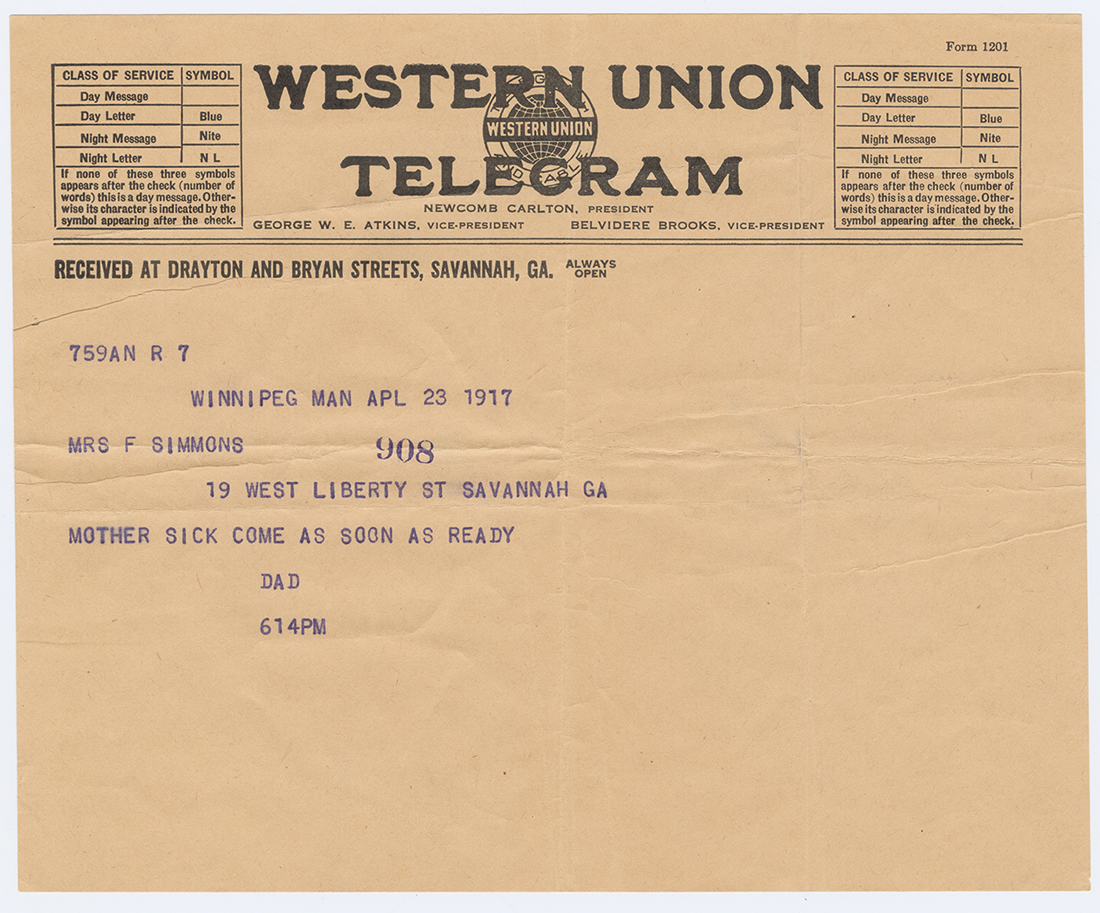 Form 1201
CLASS OF SERVICE SYMBOL
Day Message
Day Letter Blue
Night Message Nite
Night Letter N L
If none of these three symbols
appears after the check (number of
words) this is a day message. Other-
wise its character is indicated by the
symbol appearing after the check.
WESTERN UNION
WESTERN UNION
TELEGRAM
NEWCOMB CARLTON, PRESIDENT
GEORGE W. E. ATKINS, VICE-PRESIDENT BELVIDERE BROOKS, VICE-PRESIDENT
CLASS OF SERVICE SYMBOL
Day Message
Day Letter Blue
Night Message Nite
Night Letter N L
If none of these three symbols
appears after the check (number of
words) this is a day message. Other-
wise its character is indicated by the
symbol appearing after the check.
RECEIVED AT DRAYTON AND BRYAN STREETS, SAVANNAH, GA. ALWAYS
OPEN
759AN R 7
WINNIPEG MAN APL 23 1917
MRS F SIMMONS 908
19 WEST LIBERTY ST SAVANNAH GA
MOTHER SICK COME AS SOON AS READY
DAD
614PM